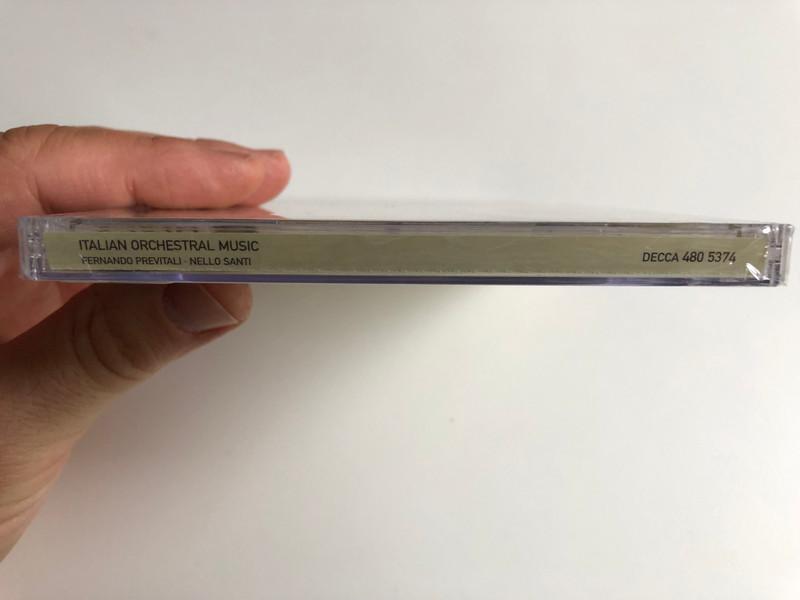 ITALIAN ORCHESTRAL MUSIC
FERNANDO PREVITALI · NELLO SANTI
DECCA 480 5374